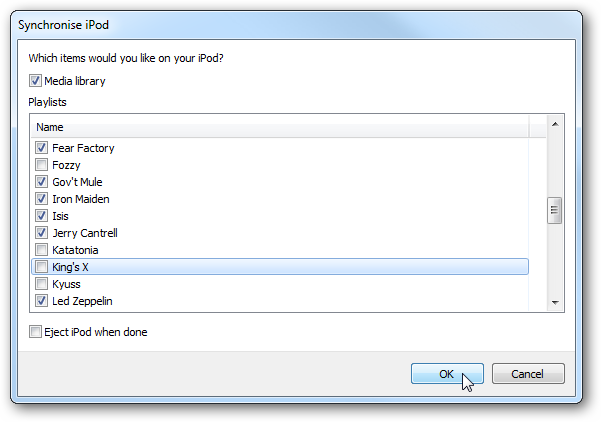 Synchronise iPod
Which items would you like on your iPod?
Media library
Playlists
Name
Fear Factory
Fozzy
Gov't Mule
Iron Maiden
Isis
Jerry Cantrell
Katatonia
King's X
Kyuss
Led Zeppelin
Eject iPod when done
OK Cancel